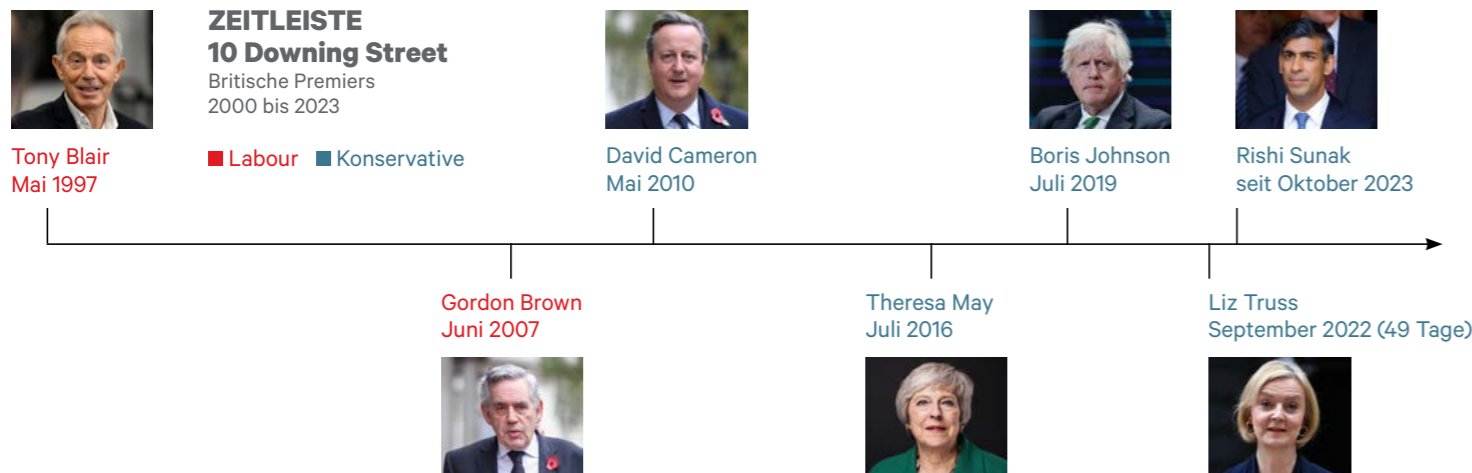 ZEITLEISTE
10 Downing Street
Britische Premiers
2000 bis 2023
Labour
Konservative
Tony Blair
Mai 1997
Gordon Brown
Juni 2007
David Cameron
Mai 2010
Theresa May
Juli 2016
Boris Johnson
Juli 2019
Liz Truss
September 2022 (49 Tage)
Rishi Sunak
seit Oktober 2023